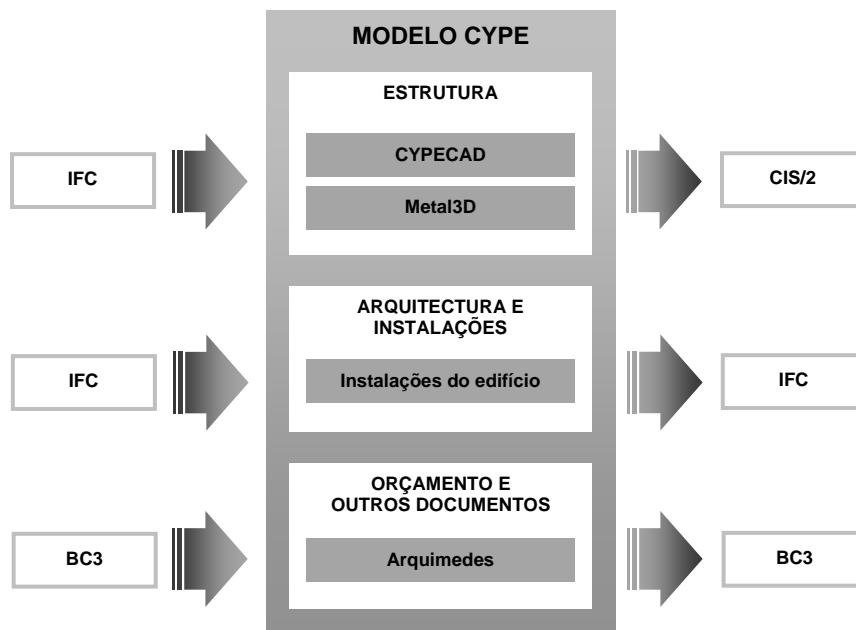 MODELO CYPE
ESTRUTURA
CYPECAD
IFC
CIS/2
Metal3D
ARQUITECTURA E
INSTALAÇÕES
IFC
Instalações do edifício
IFC
ORÇAMENTO E
OUTROS DOCUMENTOS
BC3
Arquimedes
BC3